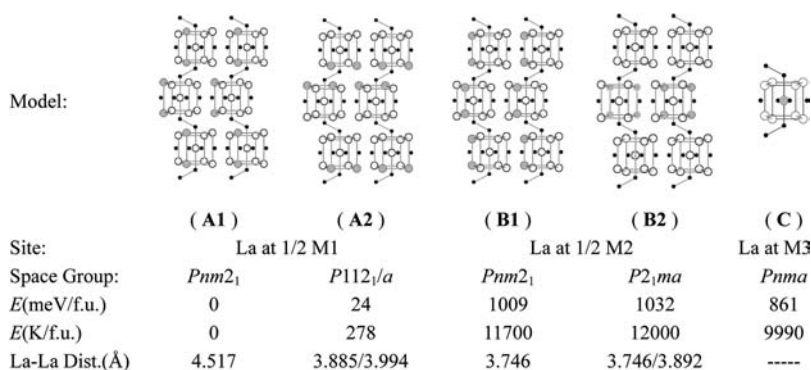 Model:
( A1 ) ( A2 ) ( B1 ) ( B2 ) ( C )
Site: La at 1/2 M1 La at 1/2 M2 La at M3
Space Group: Pnm2₁ P112₁/a Pnm2₁ P2₁ma Pnma
E(meV/f.u.) 0 24 1009 1032 861
E(K/f.u.) 0 278 11700 12000 9990
La-La Dist.(Å) 4.517 3.885/3.994 3.746 3.746/3.892 -----